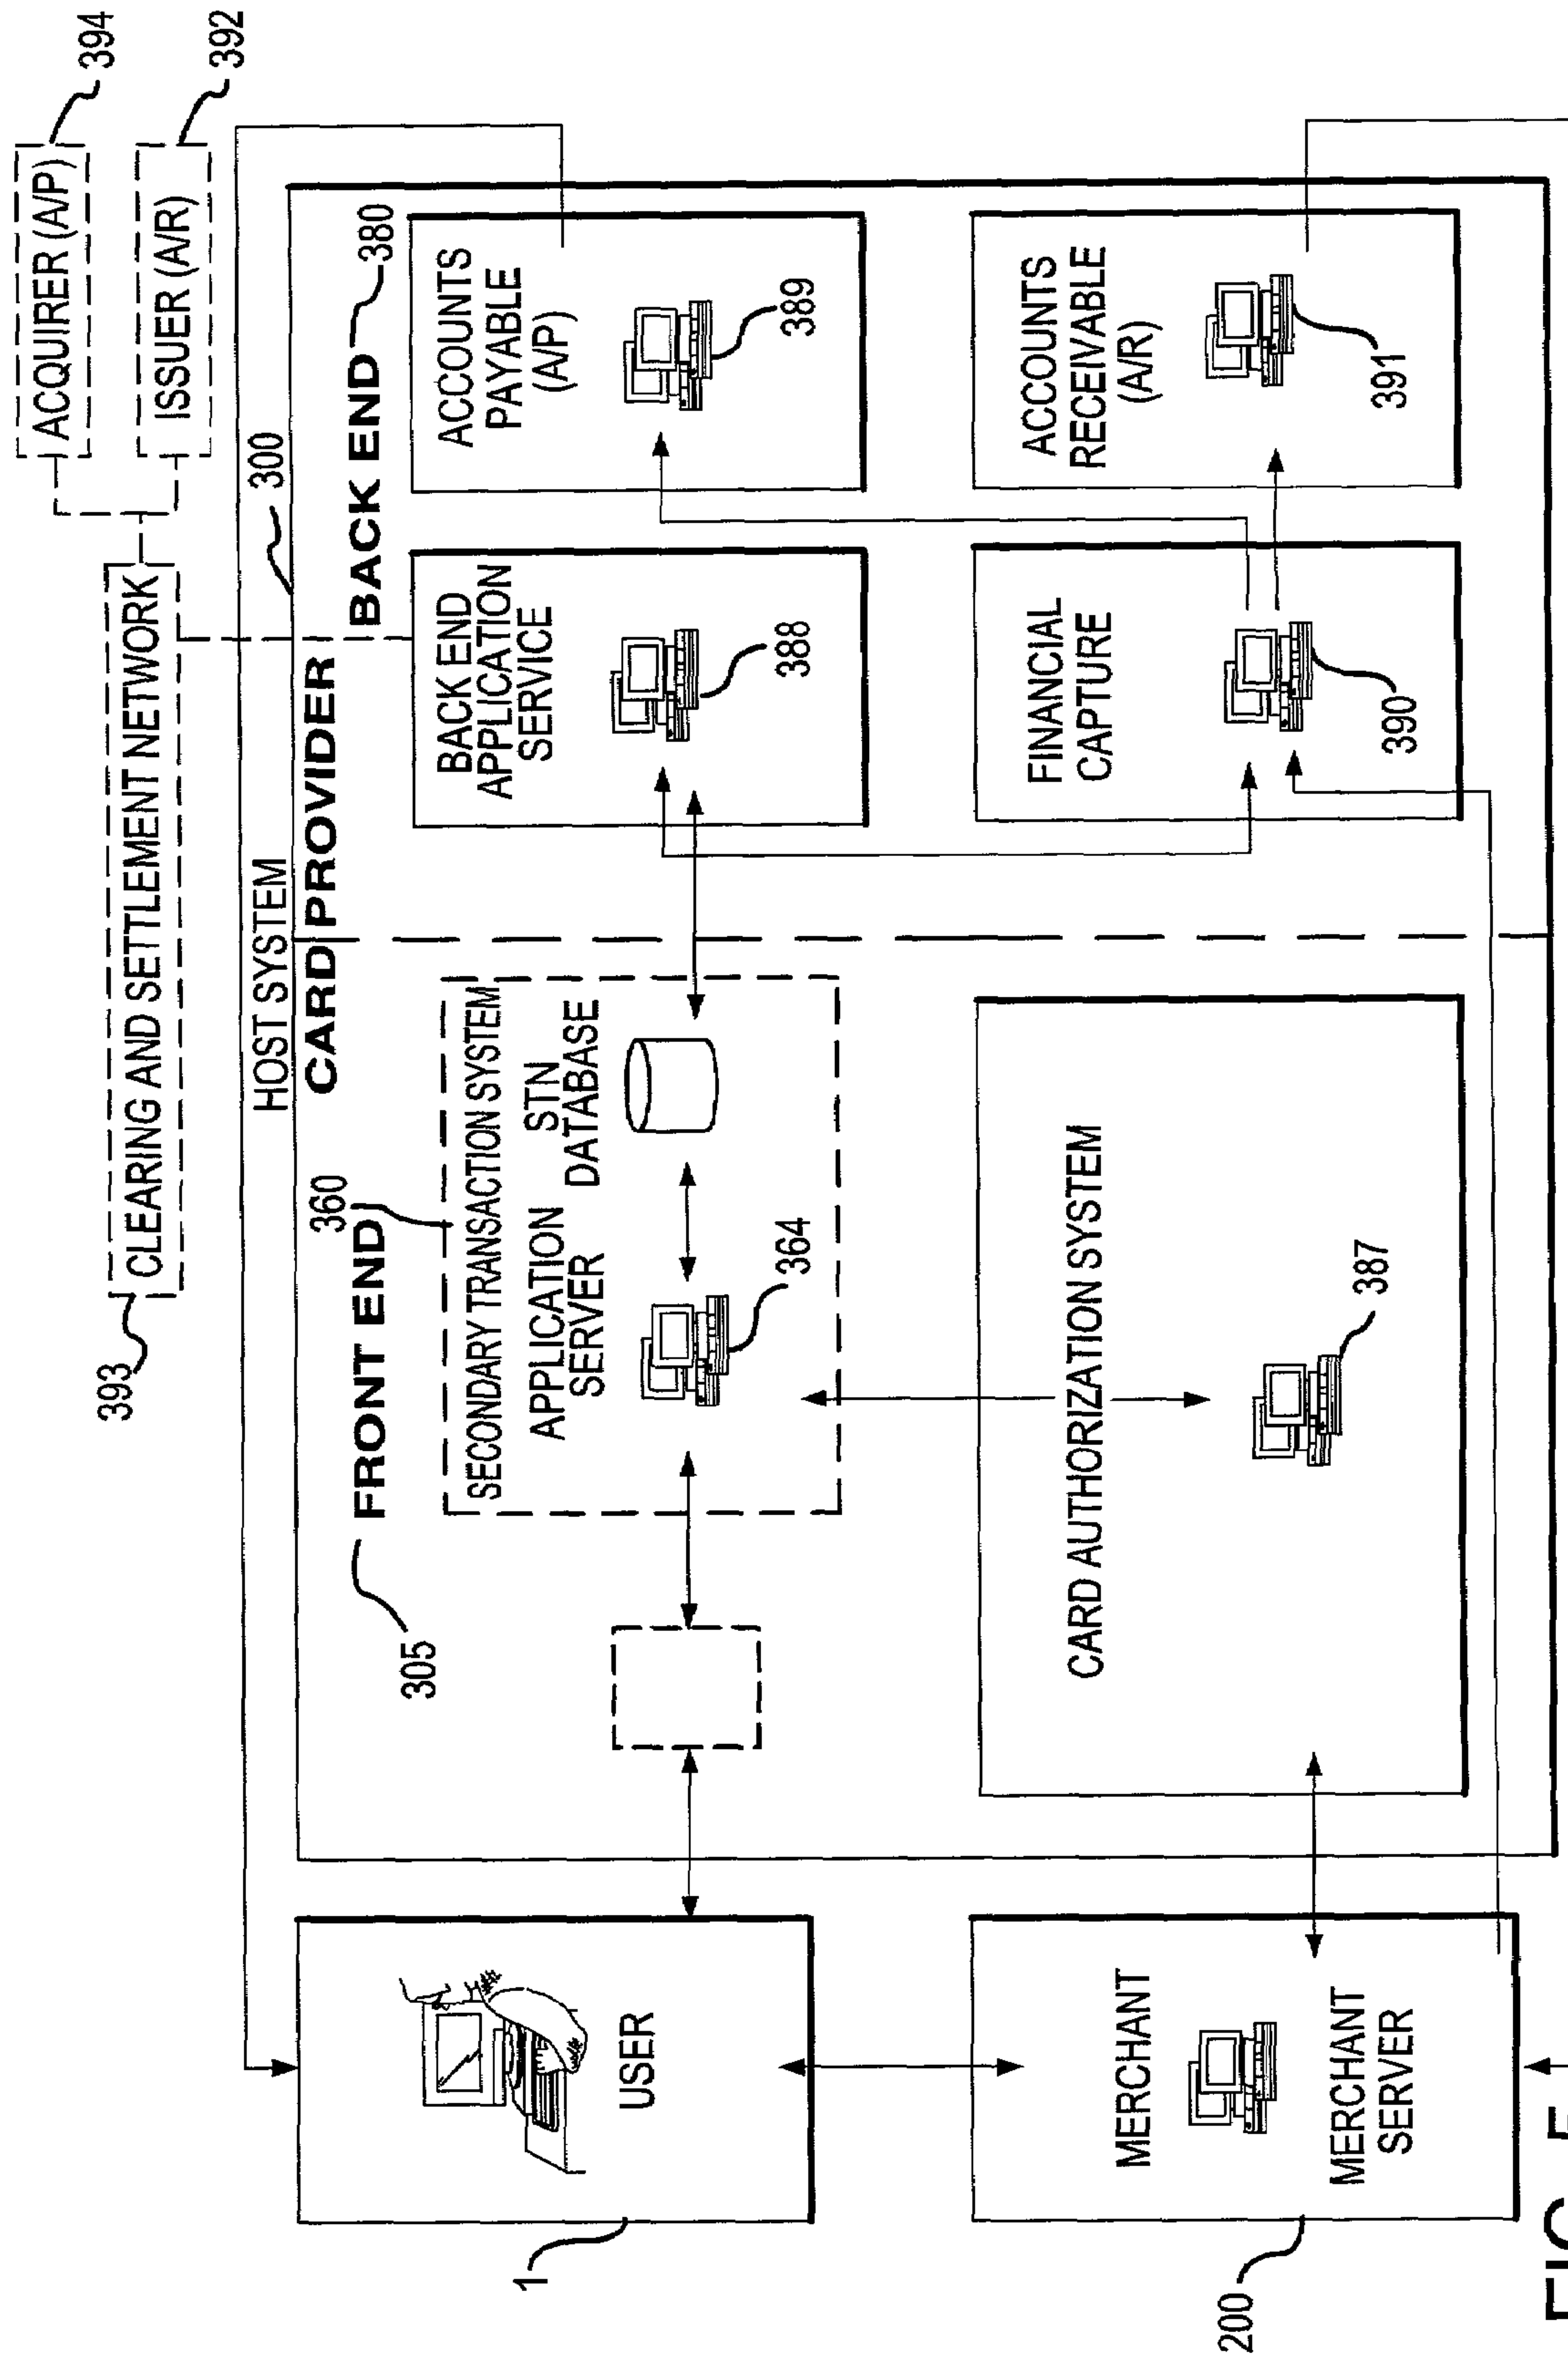 394
ACQUIRER (A/P)
393
CLEARING AND SETTLEMENT NETWORK
ISSUER (A/R)
392
HOST SYSTEM
300
CARD PROVIDER
305
FRONT END
360
BACK END
380
SECONDARY TRANSACTION SYSTEM
APPLICATION
SERVER
STN
DATABASE
364
BACK END
APPLICATION
SERVICE
388
ACCOUNTS
PAYABLE
(A/P)
389
1
USER
CARD AUTHORIZATION SYSTEM
387
FINANCIAL
CAPTURE
390
ACCOUNTS
RECEIVABLE
(A/R)
391
200
MERCHANT
MERCHANT
SERVER